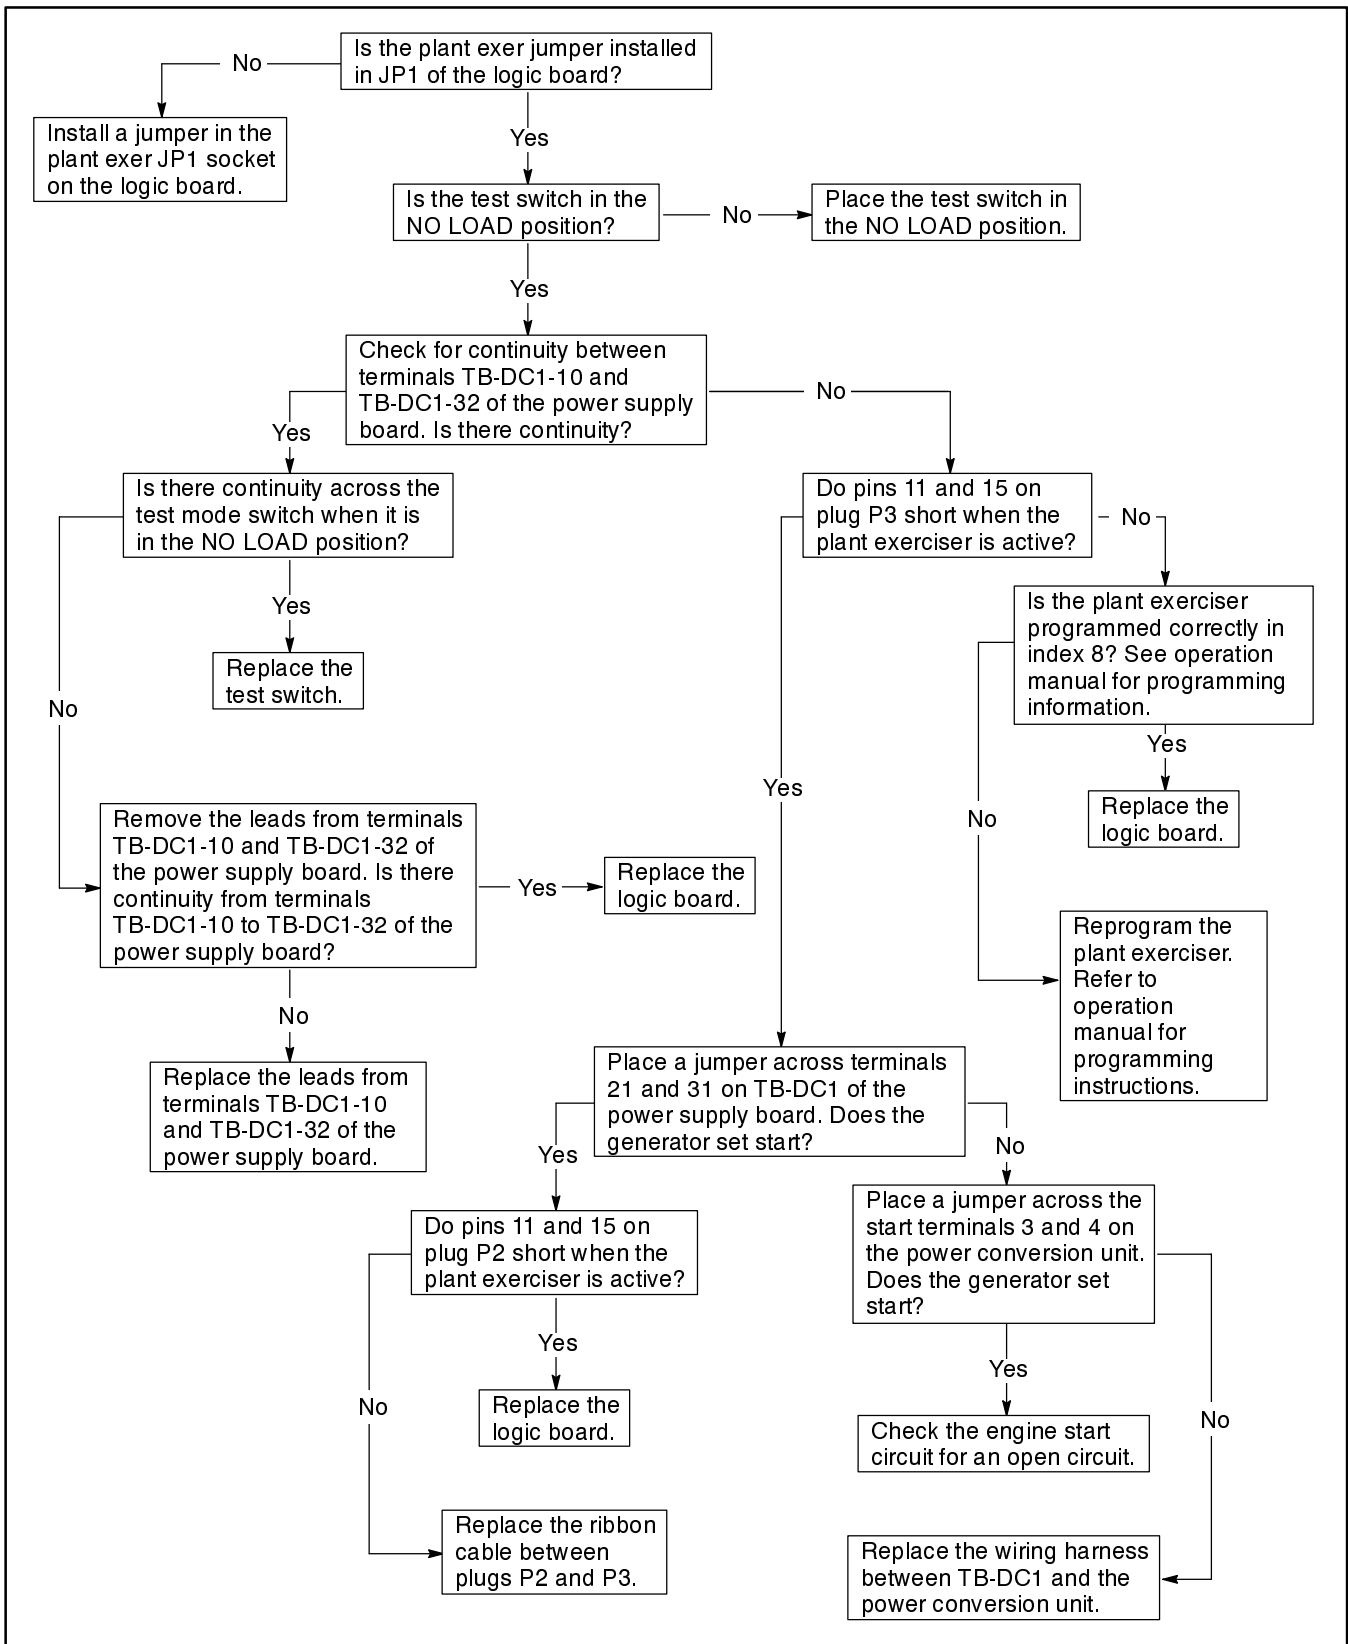 Is the plant exer jumper installed
in JP1 of the logic board?
No
Install a jumper in the
plant exer JP1 socket
on the logic board.
Yes
Is the test switch in the
NO LOAD position?
No
Place the test switch in
the NO LOAD position.
Yes
Check for continuity between
terminals TB-DC1-10 and
TB-DC1-32 of the power supply
board. Is there continuity?
No
Yes
Is there continuity across the
test mode switch when it is
in the NO LOAD position?
Do pins 11 and 15 on
plug P3 short when the
plant exerciser is active?
No
Yes
Is the plant exerciser
programmed correctly in
index 8? See operation
manual for programming
information.
Replace the
test switch.
No
Yes
Yes
Replace the
logic board.
No
Remove the leads from terminals
TB-DC1-10 and TB-DC1-32 of
the power supply board. Is there
continuity from terminals
TB-DC1-10 to TB-DC1-32 of the
power supply board?
Yes
Replace the
logic board.
Reprogram the
plant exerciser.
Refer to
operation
manual for
programming
instructions.
No
Replace the leads from
terminals TB-DC1-10
and TB-DC1-32 of the
power supply board.
Place a jumper across terminals
21 and 31 on TB-DC1 of the
power supply board. Does the
generator set start?
Yes
No
Do pins 11 and 15 on
plug P2 short when the
plant exerciser is active?
Place a jumper across the
start terminals 3 and 4 on
the power conversion unit.
Does the generator set
start?
Yes
Yes
No
Replace the
logic board.
No
Check the engine start
circuit for an open circuit.
Replace the ribbon
cable between
plugs P2 and P3.
Replace the wiring harness
between TB-DC1 and the
power conversion unit.